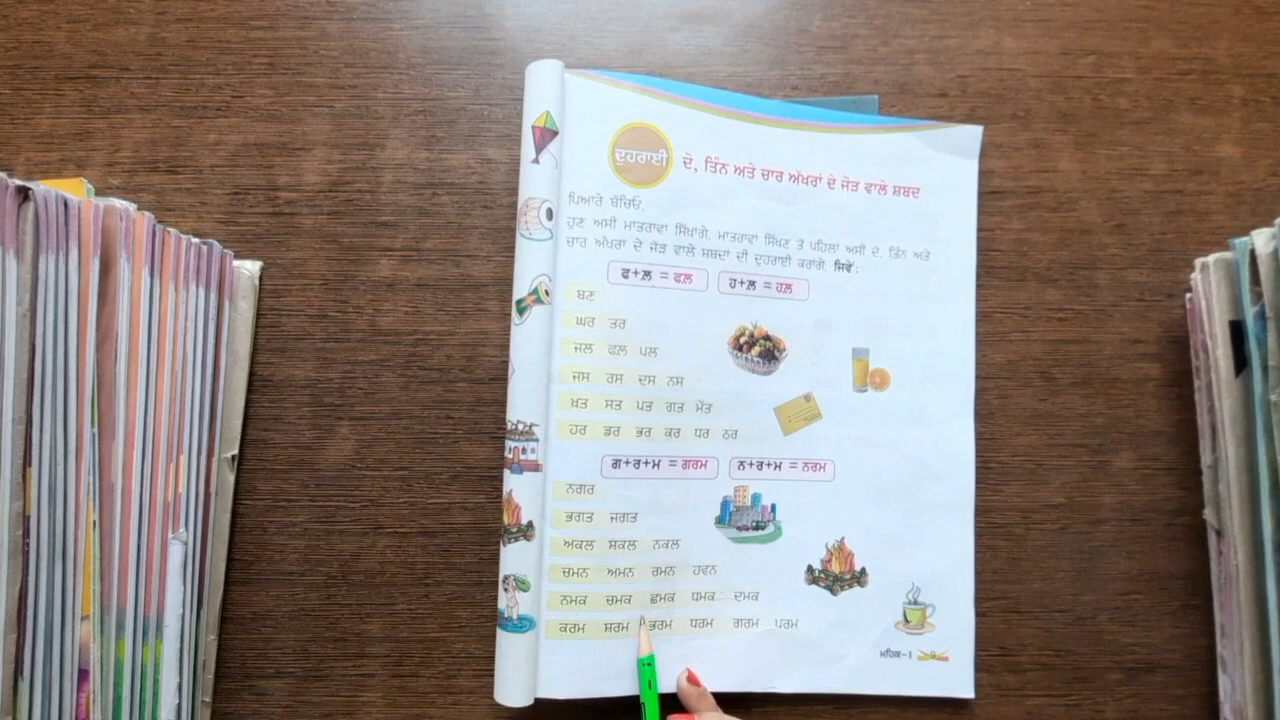 ਦੁਹਰਾਈ
ਦੋ, ਤਿੰਨ ਅਤੇ ਚਾਰ ਅੱਖਰਾਂ ਦੇ ਜੋੜ ਵਾਲੇ ਸ਼ਬਦ
ਪਿਆਰੇ ਬੱਚਿਓ,
ਹੁਣ ਅਸੀਂ ਮਾਤਰਾਵਾਂ ਸਿੱਖਾਂਗੇ, ਮਾਤਰਾਵਾਂ ਸਿੱਖਣ ਤੋਂ ਪਹਿਲਾਂ ਅਸੀਂ ਦੋ, ਤਿੰਨ ਅਤੇ
ਚਾਰ ਅੱਖਰਾਂ ਦੇ ਜੋੜ ਵਾਲੇ ਸ਼ਬਦਾਂ ਦੀ ਦੁਹਰਾਈ ਕਰਾਂਗੇ, ਜਿਵੇਂ :
ਫ+ਲ਼ = ਫਲ਼ ਹ+ਲ਼ = ਹਲ਼
ਬਣ
ਘਰ ਤਰ
ਜਲ ਫਲ਼ ਪਲ
ਜਸ ਰਸ ਦਸ ਨਸ
ਖ਼ਤ ਸਤ ਪਤ ਗਤ ਮੱਤ
ਹਰ ਡਰ ਭਰ ਕਰ ਧਰ ਠਰ
ਗ+ਰ+ਮ = ਗਰਮ ਨ+ਰ+ਮ = ਨਰਮ
ਨਗਰ
ਭਗਤ ਜਗਤ
ਅਕਲ ਸ਼ਕਲ ਨਕਲ
ਚਮਨ ਅਮਨ ਰਮਨ ਹਵਨ
ਨਮਕ ਚਮਕ ਛਮਕ ਧਮਕ ਦਮਕ
ਕਰਮ ਸ਼ਰਮ ਭਰਮ ਧਰਮ ਗਰਮ ਪਰਮ
ਮਹਿਕ-1